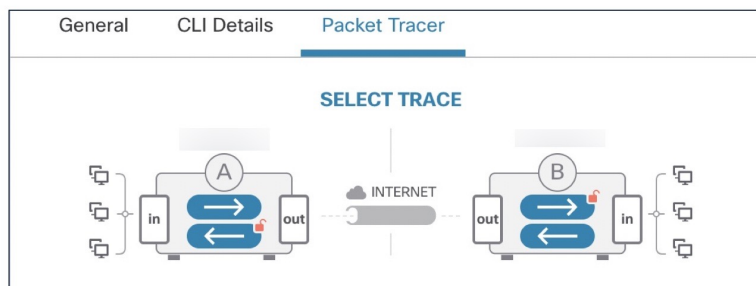 General CLI Details Packet Tracer
SELECT TRACE
A B
INTERNET
in out out in